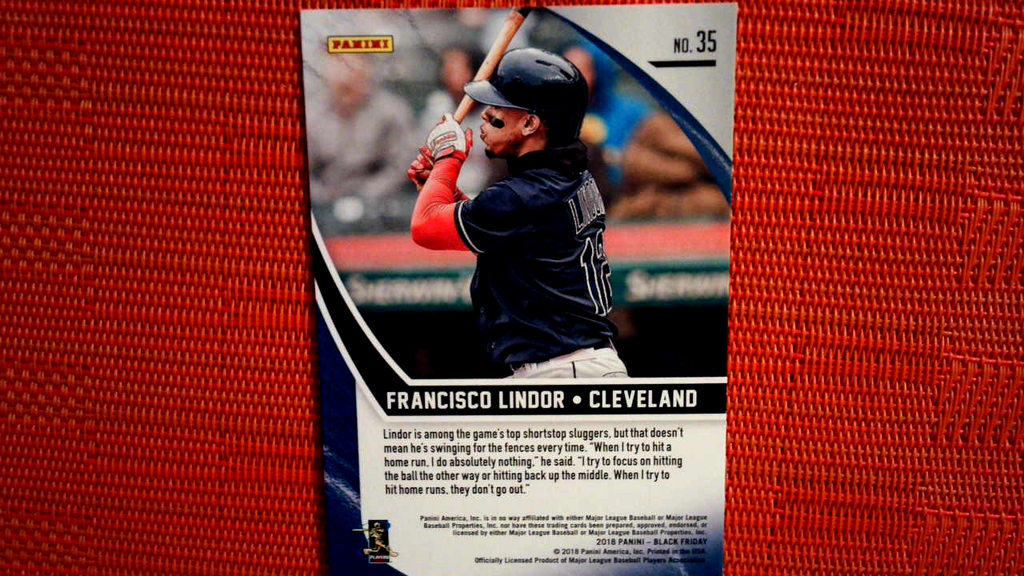 PANINI
NO. 35
LINDOR
12
SHERWIN
SHERWIN
FRANCISCO LINDOR • CLEVELAND
Lindor is among the game's top shortstop sluggers, but that doesn't
mean he's swinging for the fences every time. "When I try to hit a
home run, I do absolutely nothing," he said. "I try to focus on hitting
the ball the other way or hitting back up the middle. When I try to
hit home runs, they don't go out."
Panini America, Inc. is in no way affiliated with either Major League Baseball or Major League
Baseball Properties, Inc. nor have these trading cards been prepared, approved, endorsed, or
licensed by either Major League Baseball or Major League Baseball Properties, Inc.
2018 PANINI – BLACK FRIDAY
© 2018 Panini America, Inc. Printed in the USA.
Officially Licensed Product of Major League Baseball Players Association
PLAYERS